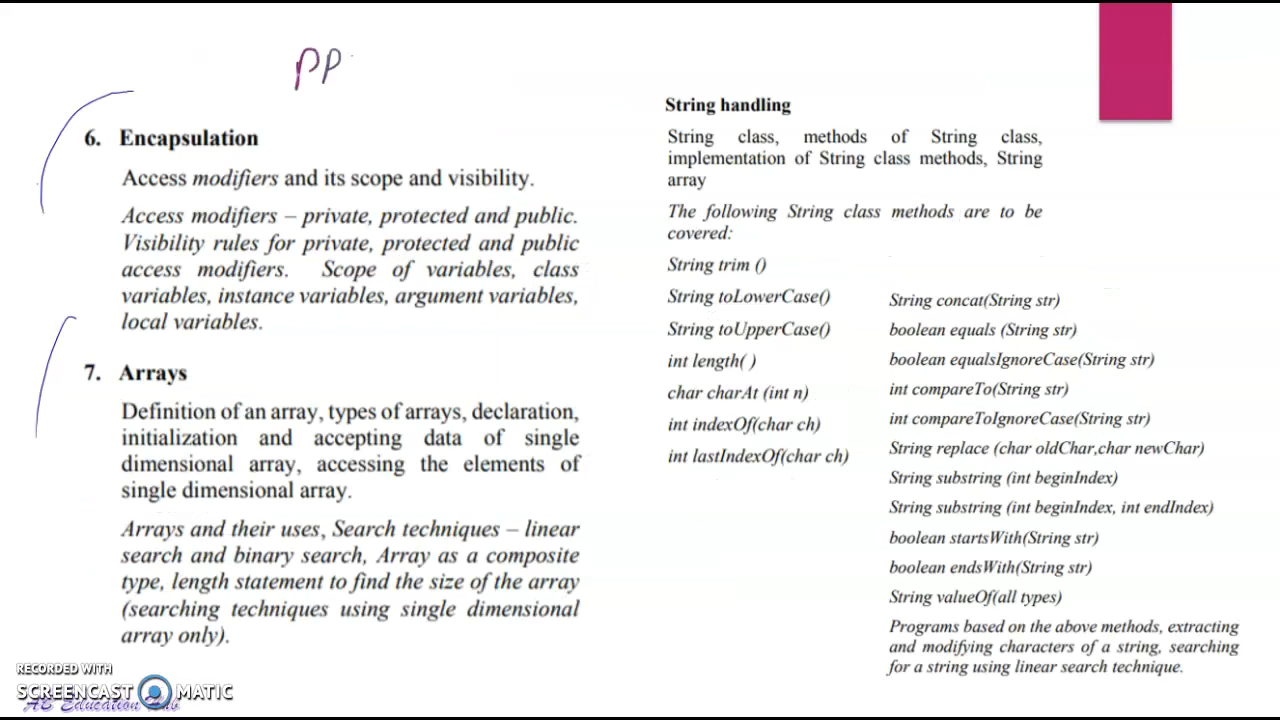 pp
6. Encapsulation
Access modifiers and its scope and visibility.
Access modifiers – private, protected and public.
Visibility rules for private, protected and public
access modifiers. Scope of variables, class
variables, instance variables, argument variables,
local variables.
7. Arrays
Definition of an array, types of arrays, declaration,
initialization and accepting data of single
dimensional array, accessing the elements of
single dimensional array.
Arrays and their uses, Search techniques – linear
search and binary search, Array as a composite
type, length statement to find the size of the array
(searching techniques using single dimensional
array only).
String handling
String class, methods of String class,
implementation of String class methods, String
array
The following String class methods are to be
covered:
String trim ()
String toLowerCase()
String toUpperCase()
int length( )
char charAt (int n)
int indexOf(char ch)
int lastIndexOf(char ch)
String concat(String str)
boolean equals (String str)
boolean equalsIgnoreCase(String str)
int compareTo(String str)
int compareToIgnoreCase(String str)
String replace (char oldChar,char newChar)
String substring (int beginIndex)
String substring (int beginIndex, int endIndex)
boolean startsWith(String str)
boolean endsWith(String str)
String valueOf(all types)
Programs based on the above methods, extracting
and modifying characters of a string, searching
for a string using linear search technique.
RECORDED WITH
SCREENCAST MATIC
AB Education Hub